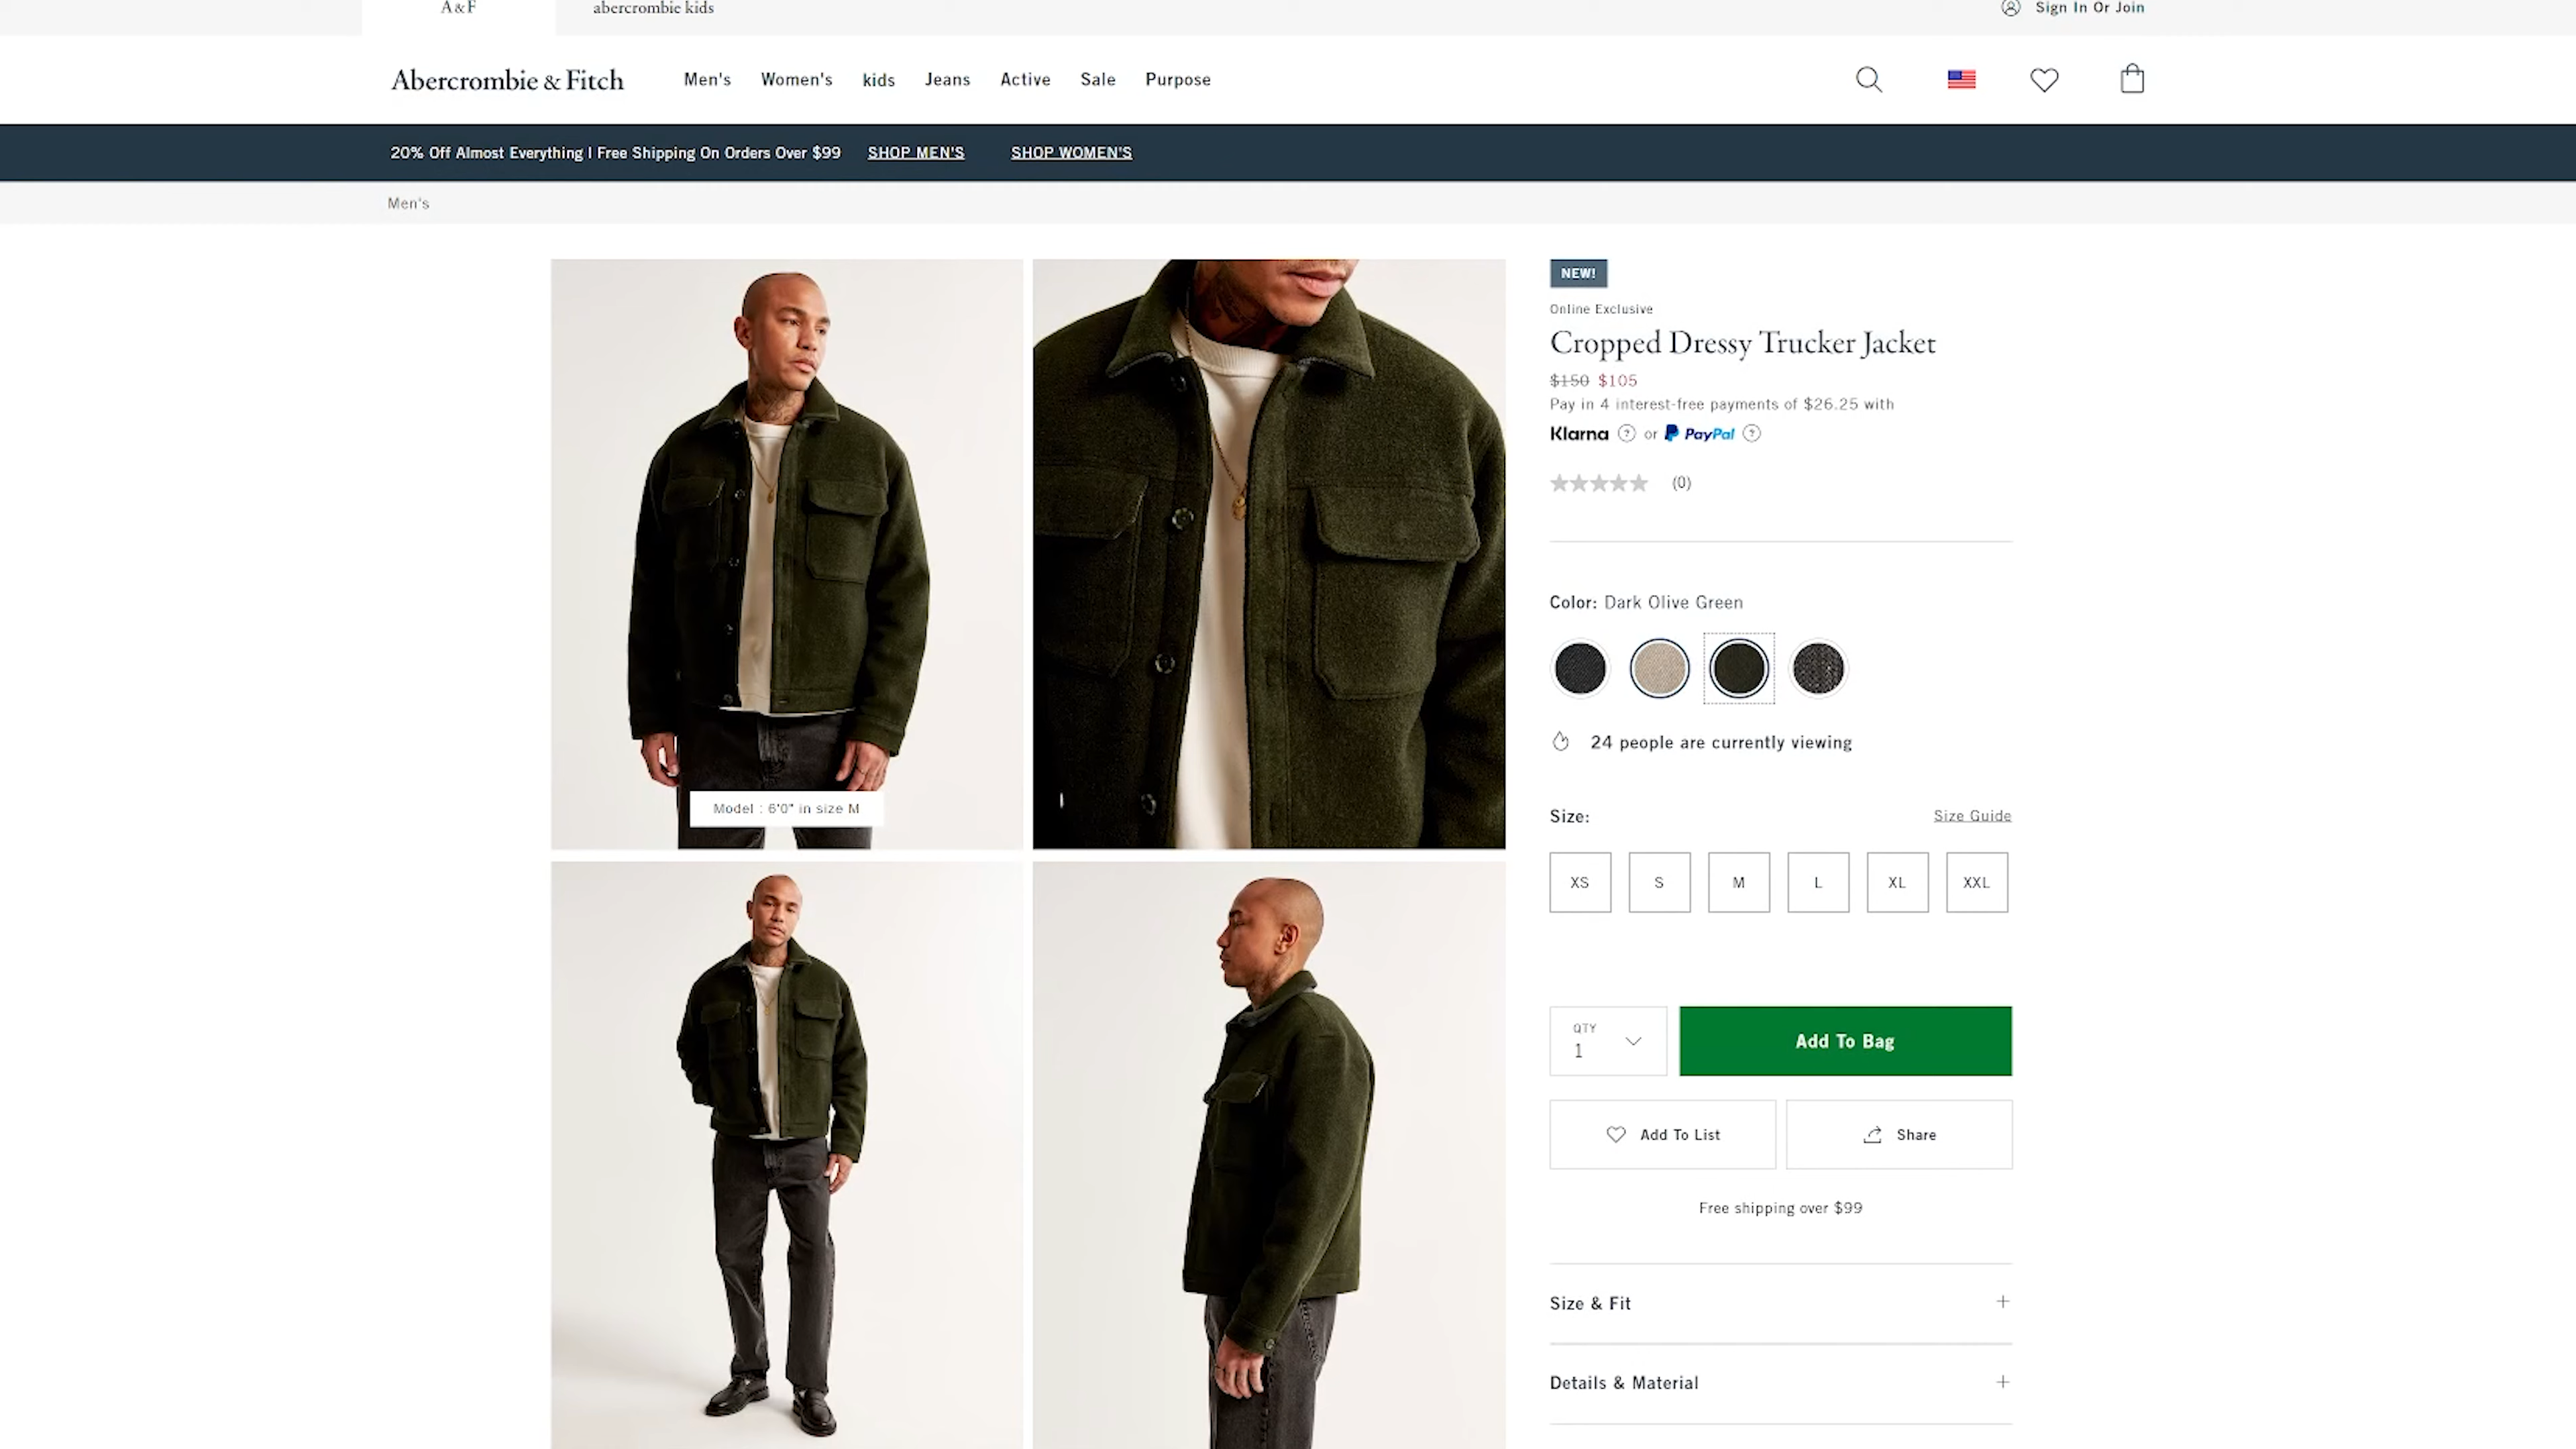 A & F
abercrombie kids
Sign In Or Join
Abercrombie & Fitch
Men's
Women's
kids
Jeans
Active
Sale
Purpose
20% Off Almost Everything | Free Shipping On Orders Over $99
SHOP MEN'S
SHOP WOMEN'S
Men's
Model : 6'0" in size M
NEW!
Online Exclusive
Cropped Dressy Trucker Jacket
$150 $105
Pay in 4 interest-free payments of $26.25 with
Klarna ? or PayPal ?
(0)
Color: Dark Olive Green
24 people are currently viewing
Size:
Size Guide
XS
S
M
L
XL
XXL
QTY
1
Add To Bag
Add To List
Share
Free shipping over $99
Size & Fit
Details & Material